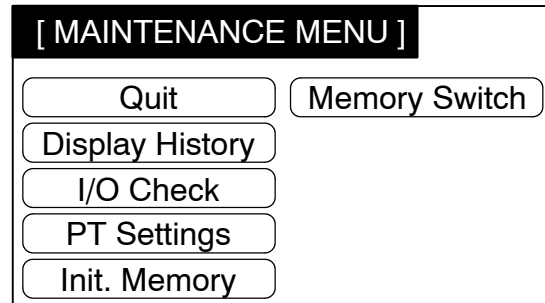 [ MAINTENANCE MENU ]
Quit Memory Switch
Display History
I/O Check
PT Settings
Init. Memory